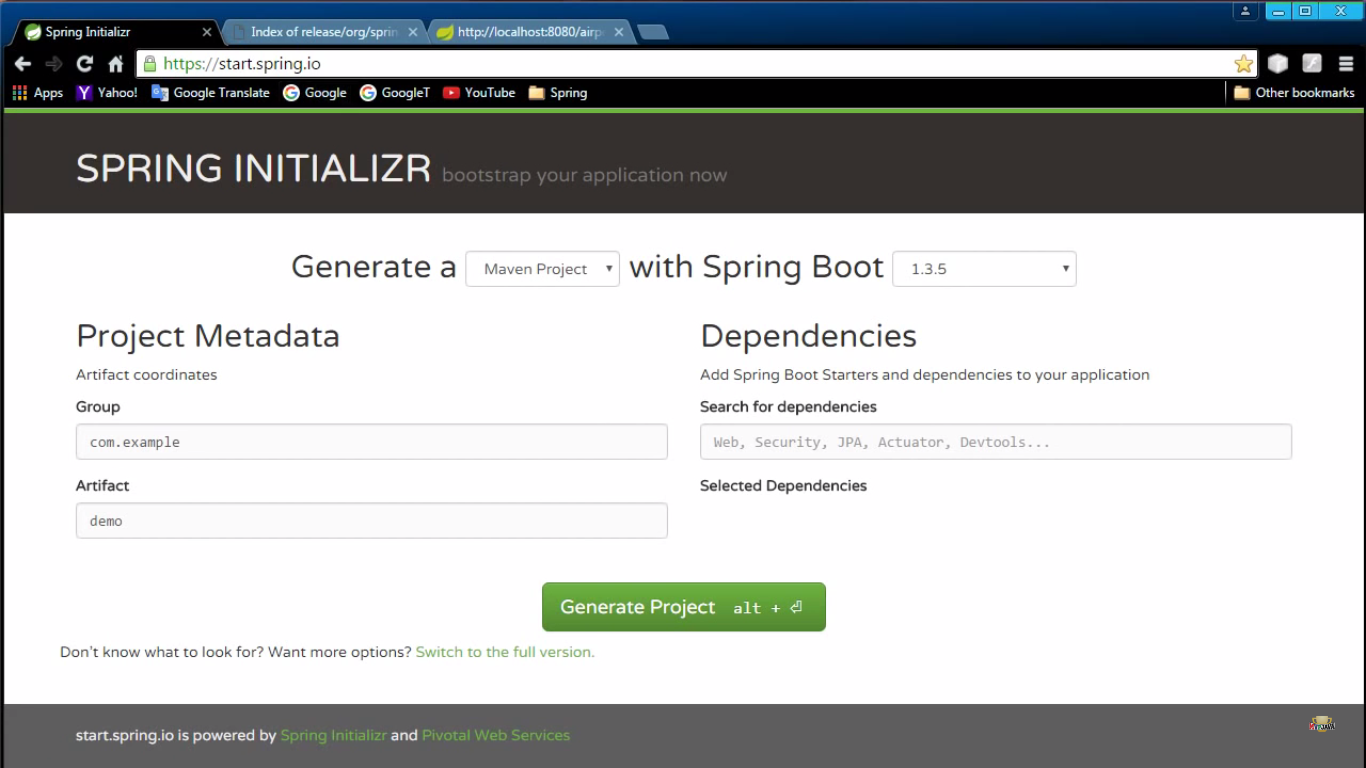 Spring Initializr
Index of release/org/sprin
http://localhost:8080/airp
https://start.spring.io
Apps Yahoo! Google Translate Google GoogleT YouTube Spring Other bookmarks
SPRING INITIALIZR bootstrap your application now
Generate a Maven Project with Spring Boot 1.3.5
Project Metadata
Artifact coordinates
Group
com.example
Artifact
demo
Dependencies
Add Spring Boot Starters and dependencies to your application
Search for dependencies
Web, Security, JPA, Actuator, Devtools...
Selected Dependencies
Generate Project alt + ⏎
Don't know what to look for? Want more options? Switch to the full version.
start.spring.io is powered by Spring Initializr and Pivotal Web Services